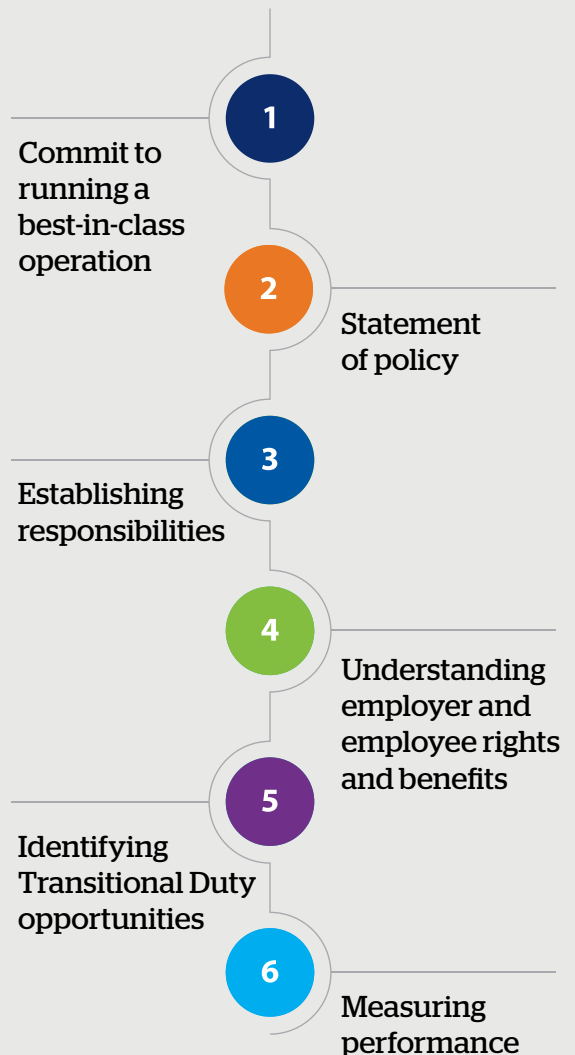 1
Commit to
running a
best-in-class
operation
2
Statement
of policy
3
Establishing
responsibilities
4
Understanding
employer and
employee rights
and benefits
5
Identifying
Transitional Duty
opportunities
6
Measuring
performance